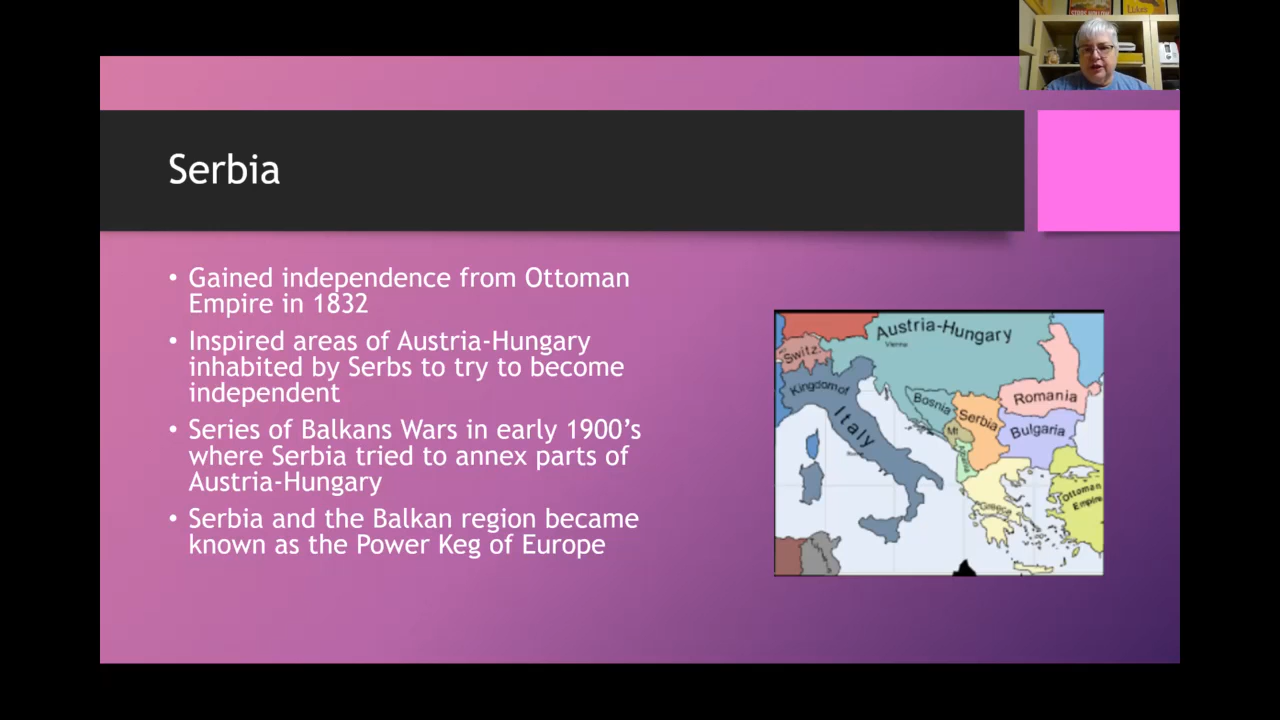 Serbia
• Gained independence from Ottoman
Empire in 1832
• Inspired areas of Austria-Hungary
inhabited by Serbs to try to become
independent
• Series of Balkans Wars in early 1900’s
where Serbia tried to annex parts of
Austria-Hungary
• Serbia and the Balkan region became
known as the Power Keg of Europe
Austria-Hungary
Vienna
Switz.
Kingdom of
Italy
Bosnia
Serbia
Mt
Romania
Bulgaria
Greece
Ottoman
Empire